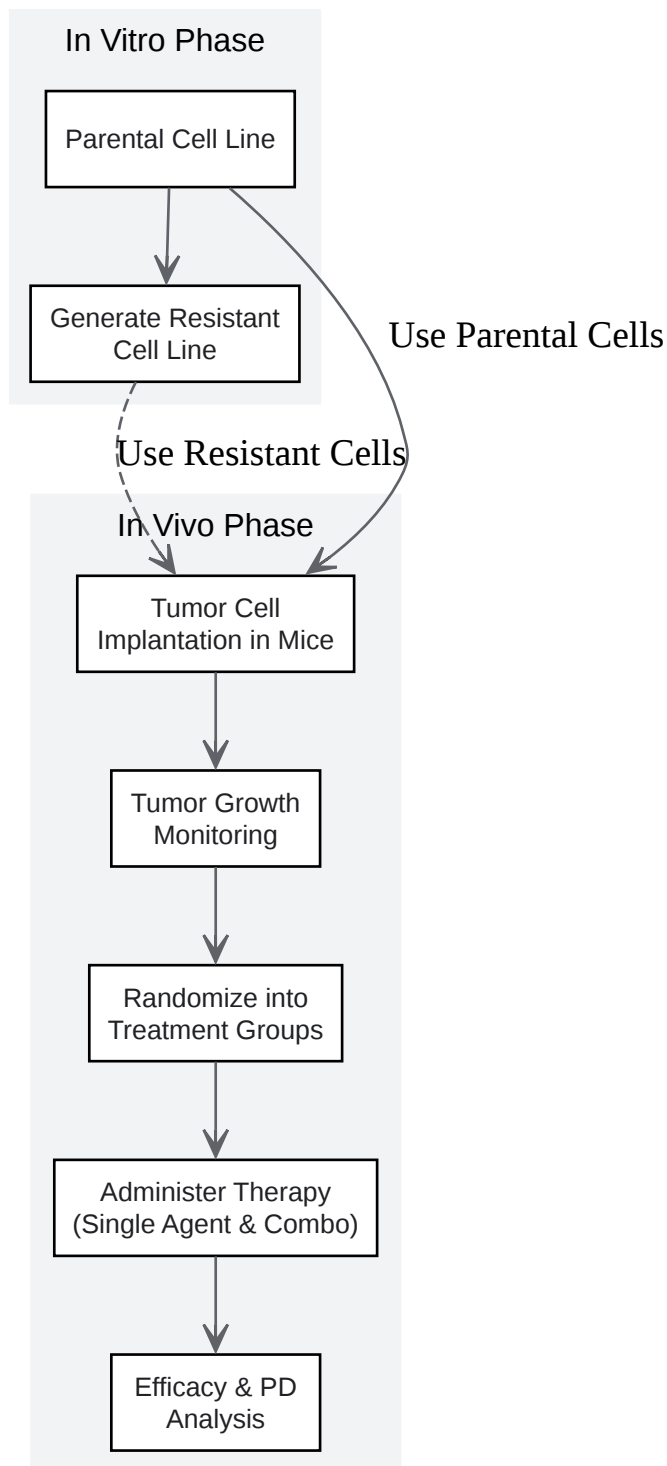 In Vitro Phase
Parental Cell Line
Generate Resistant
Cell Line
Use Parental Cells
Use Resistant Cells
In Vivo Phase
Tumor Cell
Implantation in Mice
Tumor Growth
Monitoring
Randomize into
Treatment Groups
Administer Therapy
(Single Agent & Combo)
Efficacy & PD
Analysis